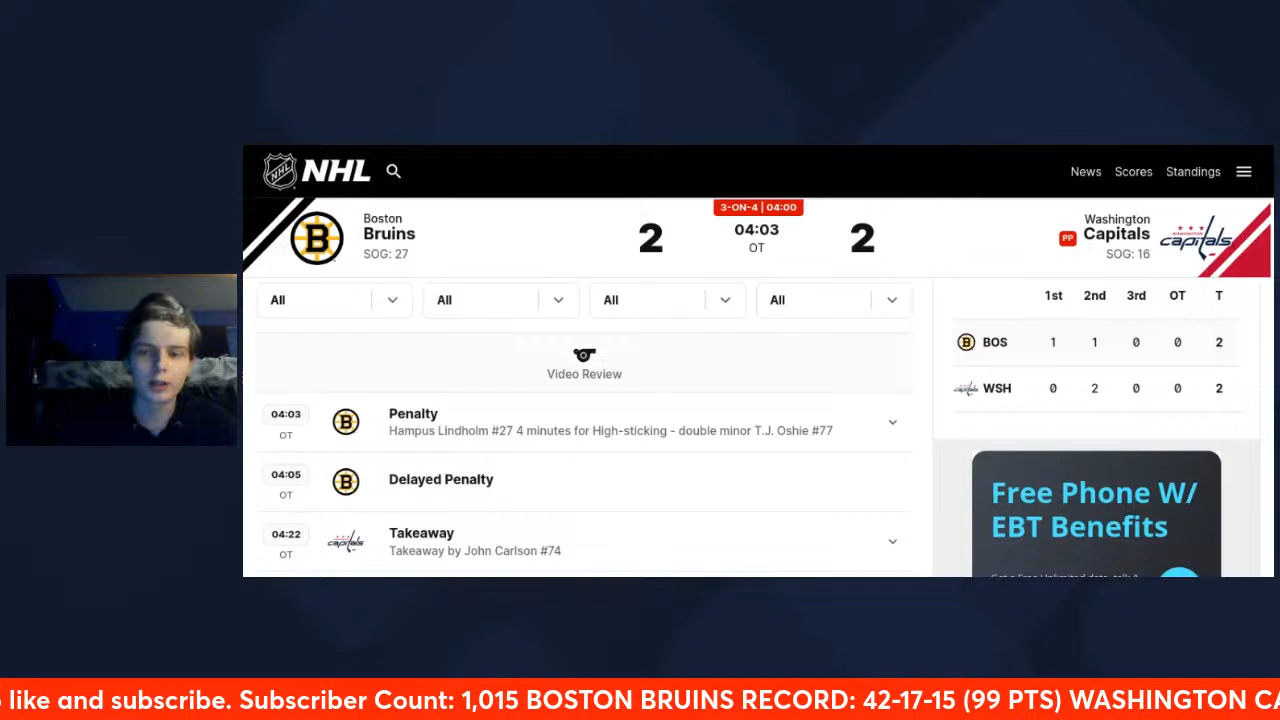 NHL
NHL
News Scores Standings
3-ON-4 | 04:00
Boston
Bruins
SOG: 27
B
2
04:03
OT
2
PP
Washington
Capitals
SOG: 16
capitals
All
All
All
All
Video Review
04:03
OT
B
Penalty
Hampus Lindholm #27 4 minutes for High-sticking - double minor T.J. Oshie #77
04:05
OT
B
Delayed Penalty
04:22
OT
capitals
Takeaway
Takeaway by John Carlson #74
1st 2nd 3rd OT T
B BOS 1 1 0 0 2
capitals WSH 0 2 0 0 2
Free Phone W/
EBT Benefits
like and subscribe. Subscriber Count: 1,015 BOSTON BRUINS RECORD: 42-17-15 (99 PTS) WASHINGTON CA